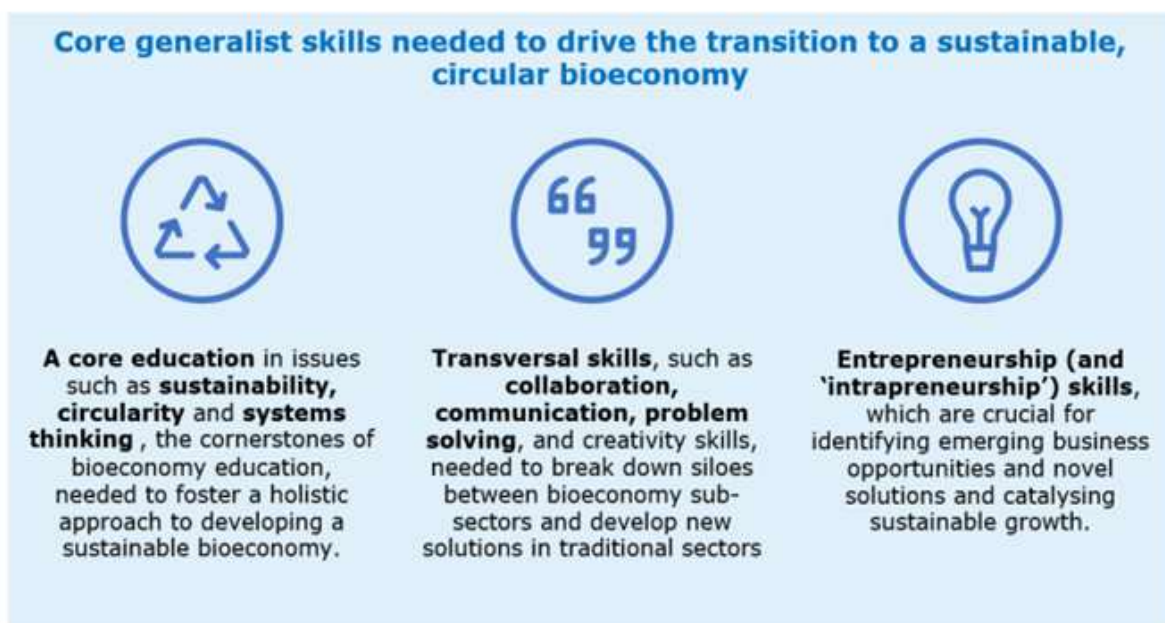 Core generalist skills needed to drive the transition to a sustainable,
circular bioeconomy
A core education in issues
such as sustainability,
circularity and systems
thinking , the cornerstones of
bioeconomy education,
needed to foster a holistic
approach to developing a
sustainable bioeconomy.
Transversal skills, such as
collaboration,
communication, problem
solving, and creativity skills,
needed to break down siloes
between bioeconomy sub-
sectors and develop new
solutions in traditional sectors
Entrepreneurship (and
‘intrapreneurship’) skills,
which are crucial for
identifying emerging business
opportunities and novel
solutions and catalysing
sustainable growth.